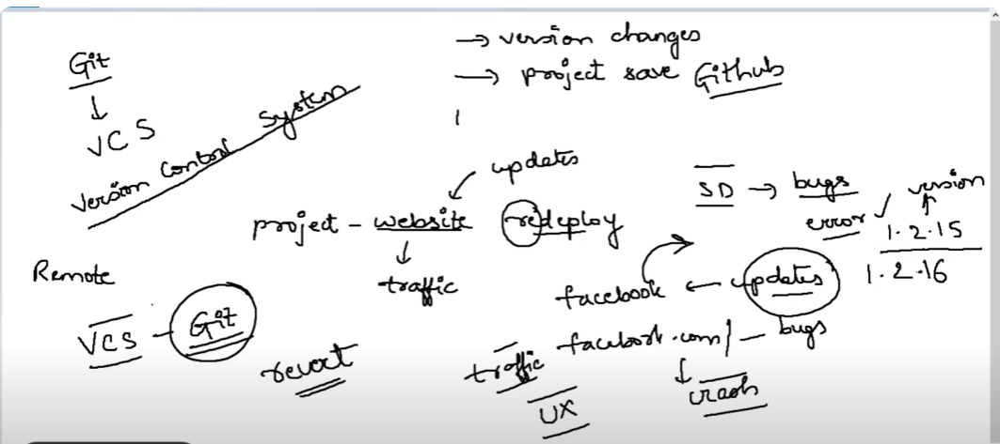 Git
VCS
Version Control System
→ version changes
→ project save Github
updates
project - website redeploy
traffic
SD → bugs
error
version
1.2.15
1.2.16
Remote
VCS - Git
revert
facebook ← updates
facebook.com/ - bugs
traffic
crash
UX